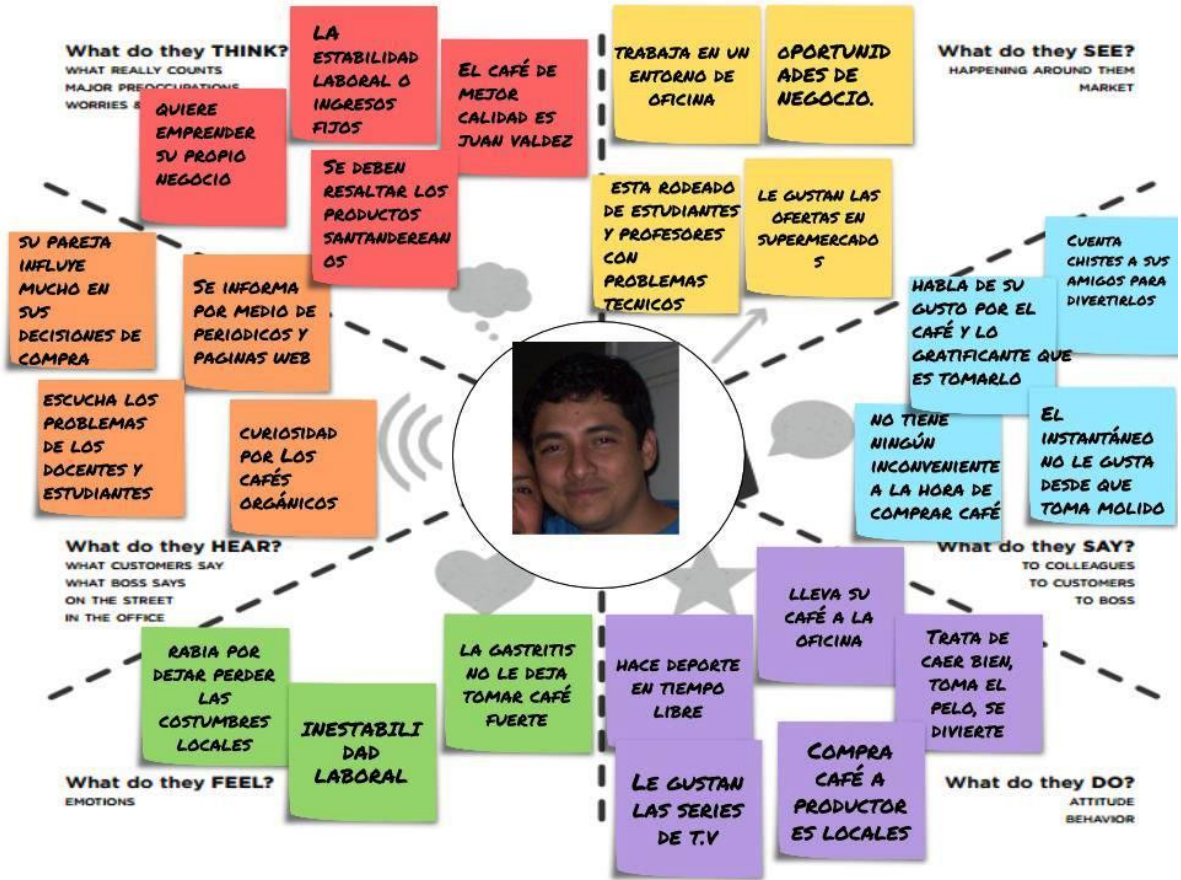 What do they THINK?
WHAT REALLY COUNTS
MAJOR PREOCCUPATIONS
WORRIES &
LA
ESTABILIDAD
LABORAL O
INGRESOS
FIJOS
EL CAFÉ DE
MEJOR
CALIDAD ES
JUAN VALDEZ
QUIERE
EMPRENDER
SU PROPIO
NEGOCIO
SE DEBEN
RESALTAR LOS
PRODUCTOS
SANTANDEREAN
OS
What do they SEE?
HAPPENING AROUND THEM
MARKET
TRABAJA EN UN
ENTORNO DE
OFICINA
OPORTUNID
ADES DE
NEGOCIO.
ESTA RODEADO
DE ESTUDIANTES
Y PROFESORES
CON
PROBLEMAS
TECNICOS
LE GUSTAN LAS
OFERTAS EN
SUPERMERCADO
S
SU PAREJA
INFLUYE
MUCHO EN
SUS
DECISIONES DE
COMPRA
SE INFORMA
POR MEDIO DE
PERIODICOS Y
PAGINAS WEB
ESCUCHA LOS
PROBLEMAS
DE LOS
DOCENTES Y
ESTUDIANTES
CURIOSIDAD
POR LOS
CAFÉS
ORGÁNICOS
What do they HEAR?
WHAT CUSTOMERS SAY
WHAT BOSS SAYS
ON THE STREET
IN THE OFFICE
CUENTA
CHISTES A SUS
AMIGOS PARA
DIVERTIRLOS
HABLA DE SU
GUSTO POR EL
CAFÉ Y LO
GRATIFICANTE QUE
ES TOMARLO
NO TIENE
NINGÚN
INCONVENIENTE
A LA HORA DE
COMPRAR CAFÉ
EL
INSTANTÁNEO
NO LE GUSTA
DESDE QUE
TOMA MOLIDO
What do they SAY?
TO COLLEAGUES
TO CUSTOMERS
TO BOSS
RABIA POR
DEJAR PERDER
LAS
COSTUMBRES
LOCALES
INESTABILI
DAD
LABORAL
LA GASTRITIS
NO LE DEJA
TOMAR CAFÉ
FUERTE
What do they FEEL?
EMOTIONS
HACE DEPORTE
EN TIEMPO
LIBRE
LLEVA SU
CAFÉ A LA
OFICINA
TRATA DE
CAER BIEN,
TOMA EL
PELO, SE
DIVIERTE
LE GUSTAN
LAS SERIES
DE T.V
COMPRA
CAFÉ A
PRODUCTOR
ES LOCALES
What do they DO?
ATTITUDE
BEHAVIOR